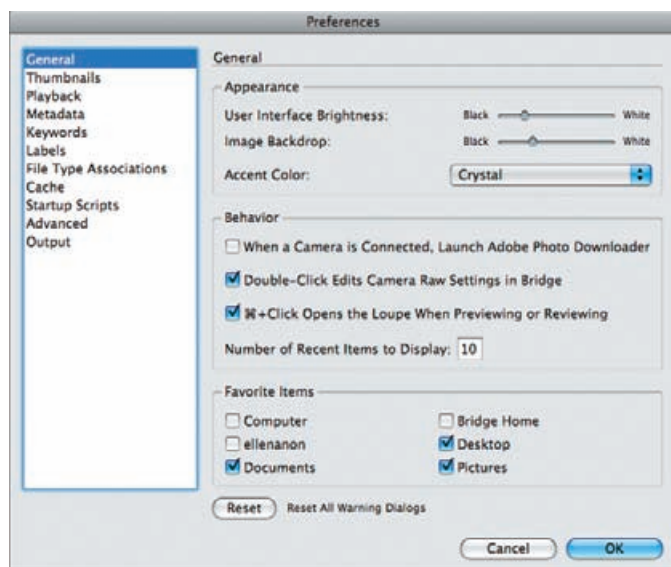 Preferences
General
Thumbnails
Playback
Metadata
Keywords
Labels
File Type Associations
Cache
Startup Scripts
Advanced
Output
General
Appearance
User Interface Brightness: Black White
Image Backdrop: Black White
Accent Color: Crystal
Behavior
When a Camera is Connected, Launch Adobe Photo Downloader
Double-Click Edits Camera Raw Settings in Bridge
⌘+Click Opens the Loupe When Previewing or Reviewing
Number of Recent Items to Display: 10
Favorite Items
Computer Bridge Home
ellenanon Desktop
Documents Pictures
Reset Reset All Warning Dialogs
Cancel OK